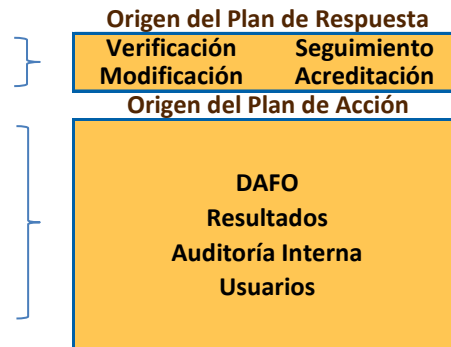 Origen del Plan de Respuesta
Verificación Seguimiento
Modificación Acreditación
Origen del Plan de Acción
DAFO
Resultados
Auditoría Interna
Usuarios